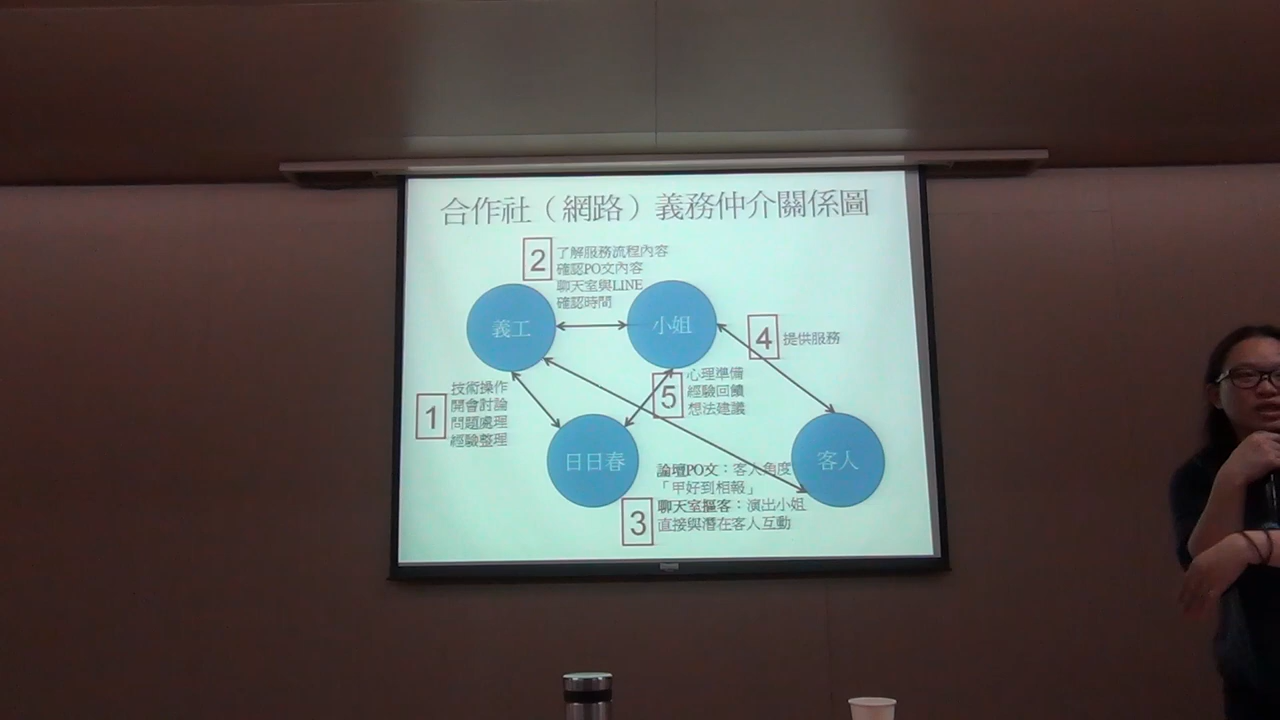 合作社（網路）義務仲介關係圖
2
了解服務流程內容
確認PO文內容
聊天室與LINE
確認時間
義工
小姐
4
提供服務
1
技術操作
開會討論
問題處理
經驗整理
5
心理準備
經驗回饋
想法建議
日日春
客人
3
論壇PO文：客人角度
「甲好到相報」
聊天室摳客：演出小姐
直接與潛在客人互動